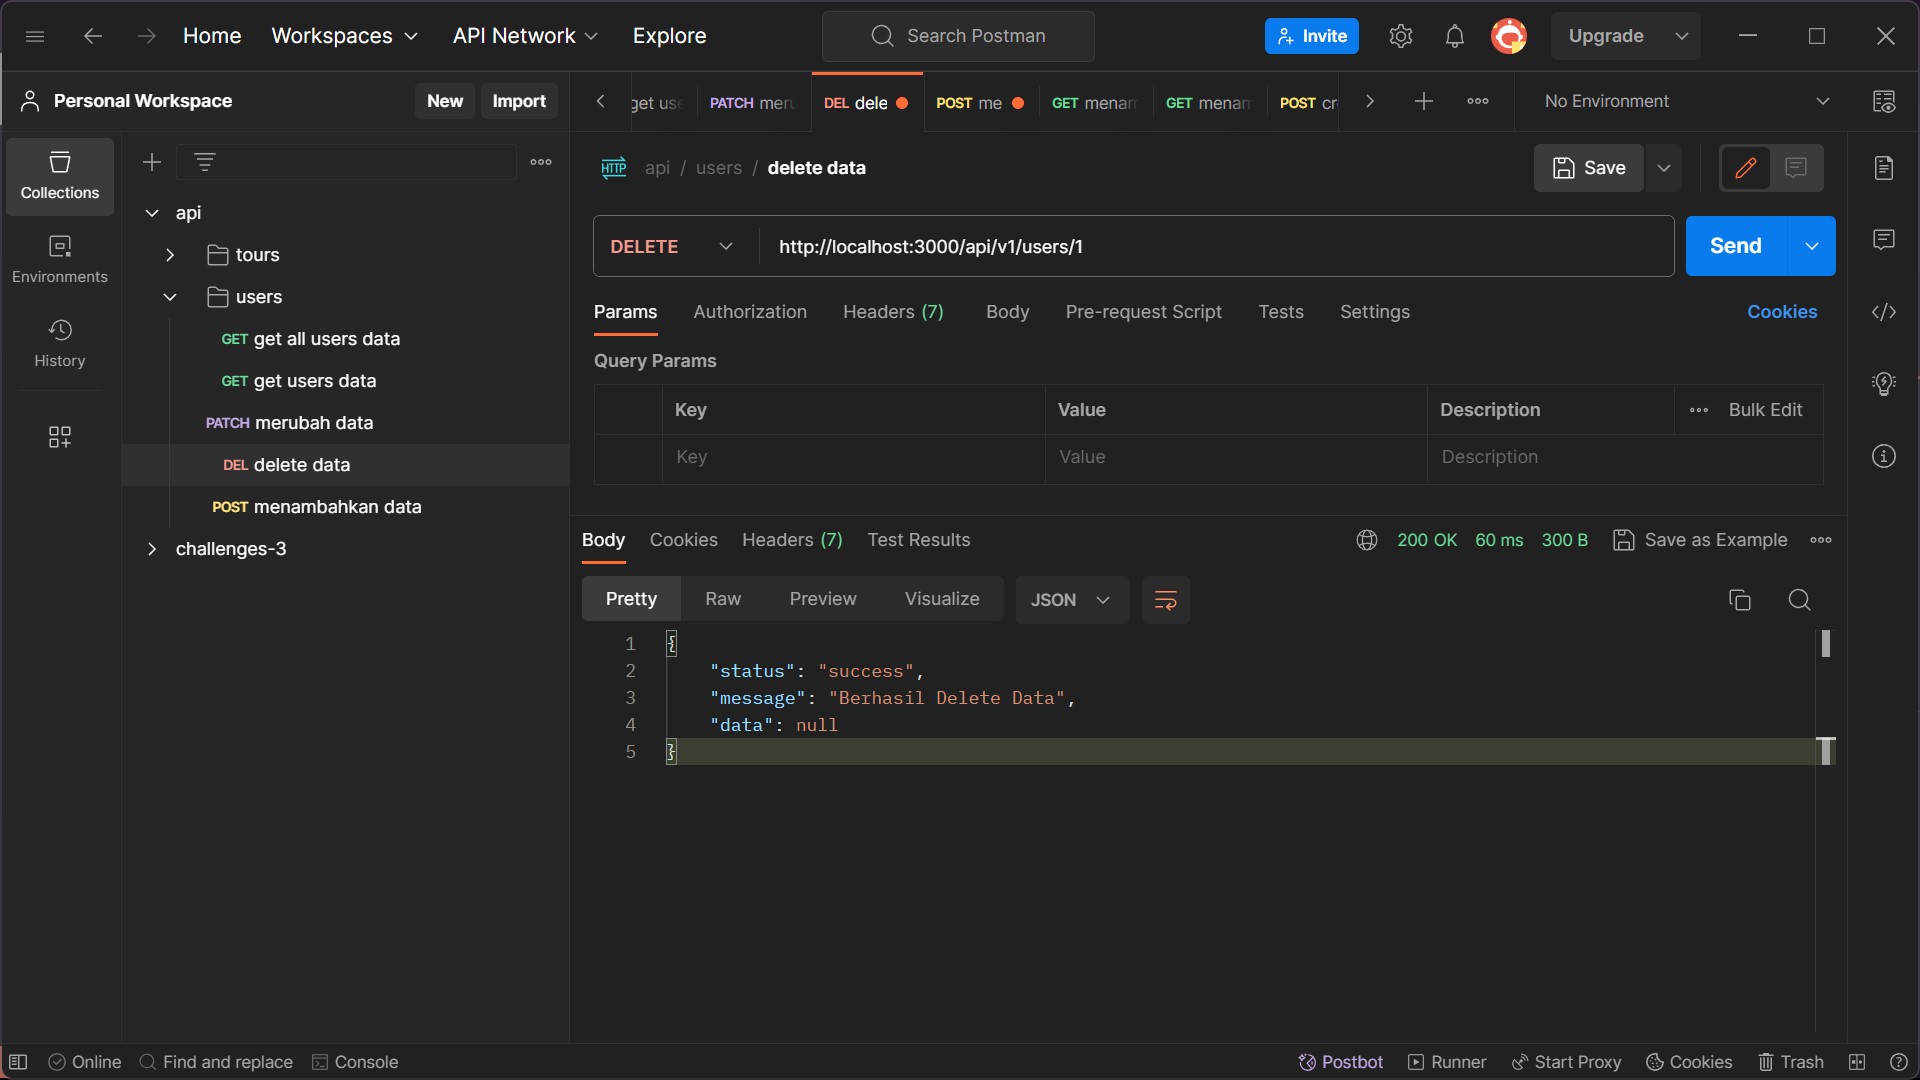 Home
Workspaces
API Network
Explore
Search Postman
Invite
Upgrade
Personal Workspace
New
Import
get use
PATCH meru
DEL dele
POST me
GET menam
GET menam
POST cr
No Environment
Collections
Environments
History
api
tours
users
GET get all users data
GET get users data
PATCH merubah data
DEL delete data
POST menambahkan data
challenges-3
HTTP
api / users / delete data
Save
DELETE
http://localhost:3000/api/v1/users/1
Send
Params
Authorization
Headers (7)
Body
Pre-request Script
Tests
Settings
Cookies
Query Params
Key
Value
Description
Bulk Edit
Key
Value
Description
Body
Cookies
Headers (7)
Test Results
200 OK
60 ms
300 B
Save as Example
Pretty
Raw
Preview
Visualize
JSON
1 {
2 "status": "success",
3 "message": "Berhasil Delete Data",
4 "data": null
5 }
Online
Find and replace
Console
Postbot
Runner
Start Proxy
Cookies
Trash